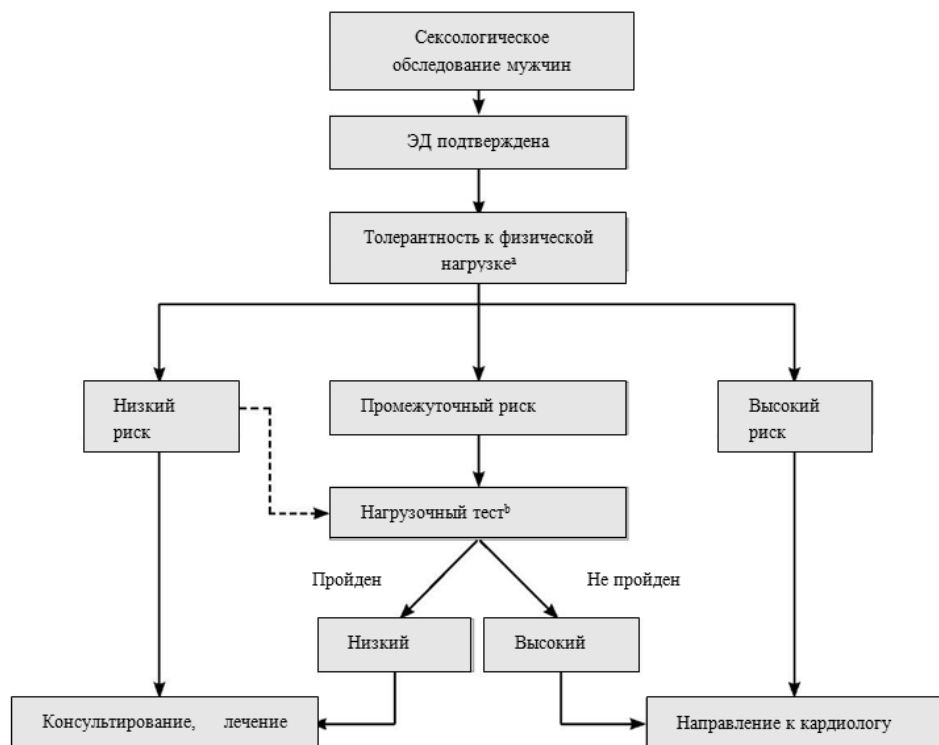 Сексологическое
обследование мужчин
ЭД подтверждена
Толерантность к физической
нагрузкеᵃ
Низкий
риск
Промежуточный риск
Высокий
риск
Нагрузочный тестᵇ
Пройден
Не пройден
Низкий
Высокий
Консультирование, лечение
Направление к кардиологу